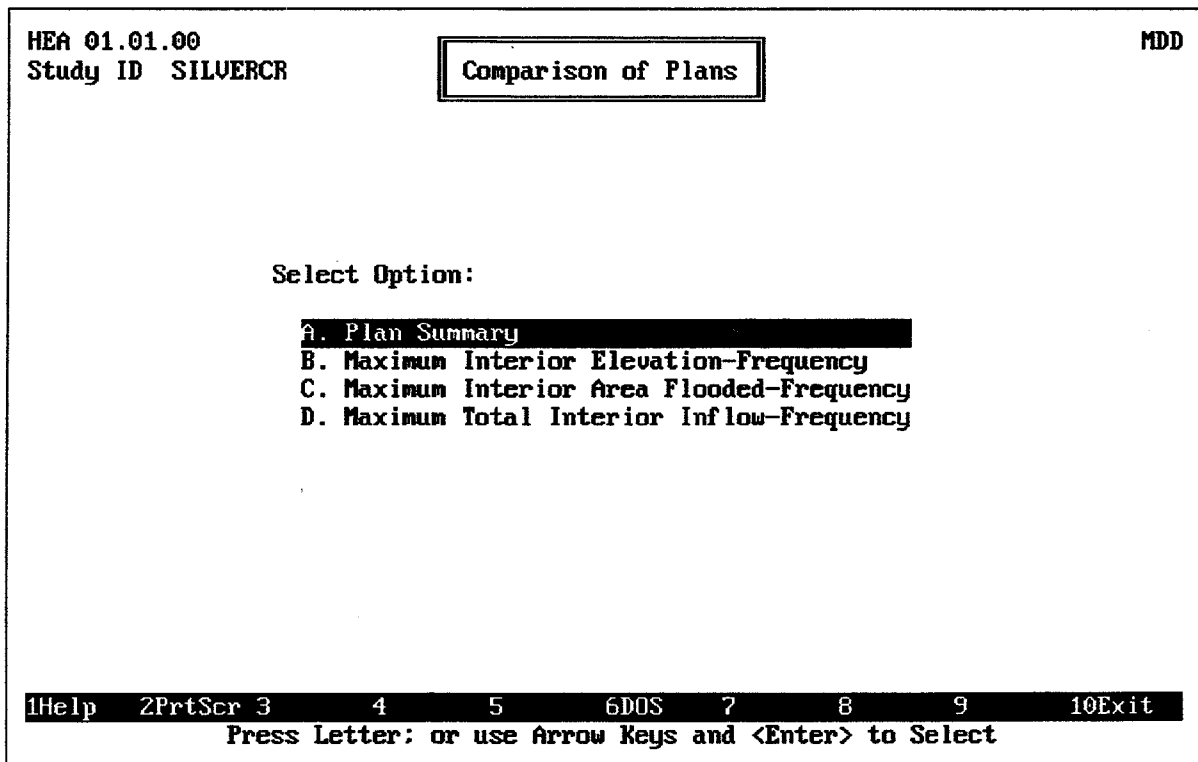 HEA 01.01.00 MDD
Study ID SILVERCR
Comparison of Plans
Select Option:
A. Plan Summary
B. Maximum Interior Elevation-Frequency
C. Maximum Interior Area Flooded-Frequency
D. Maximum Total Interior Inflow-Frequency
1Help 2PrtScr 3 4 5 6DOS 7 8 9 10Exit
Press Letter; or use Arrow Keys and <Enter> to Select